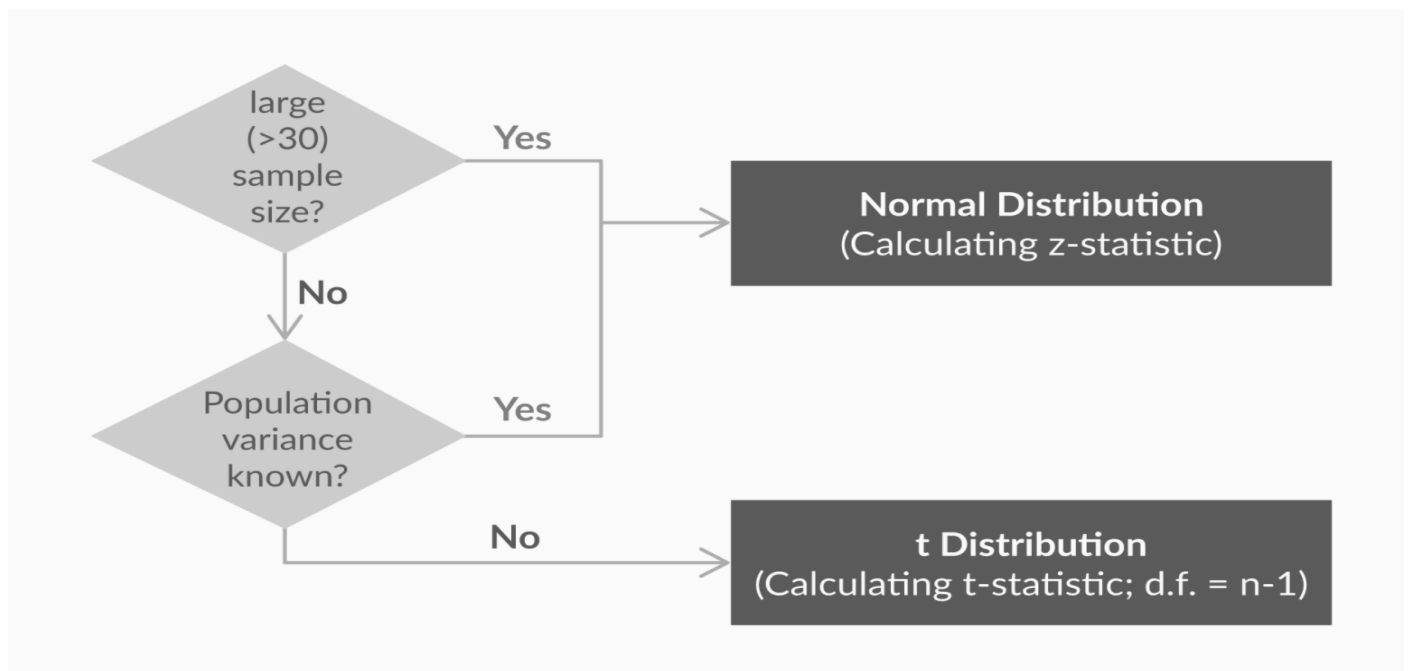 large
(>30)
sample
size?
Yes
Normal Distribution
(Calculating z-statistic)
No
Population
variance
known?
Yes
No
t Distribution
(Calculating t-statistic; d.f. = n-1)